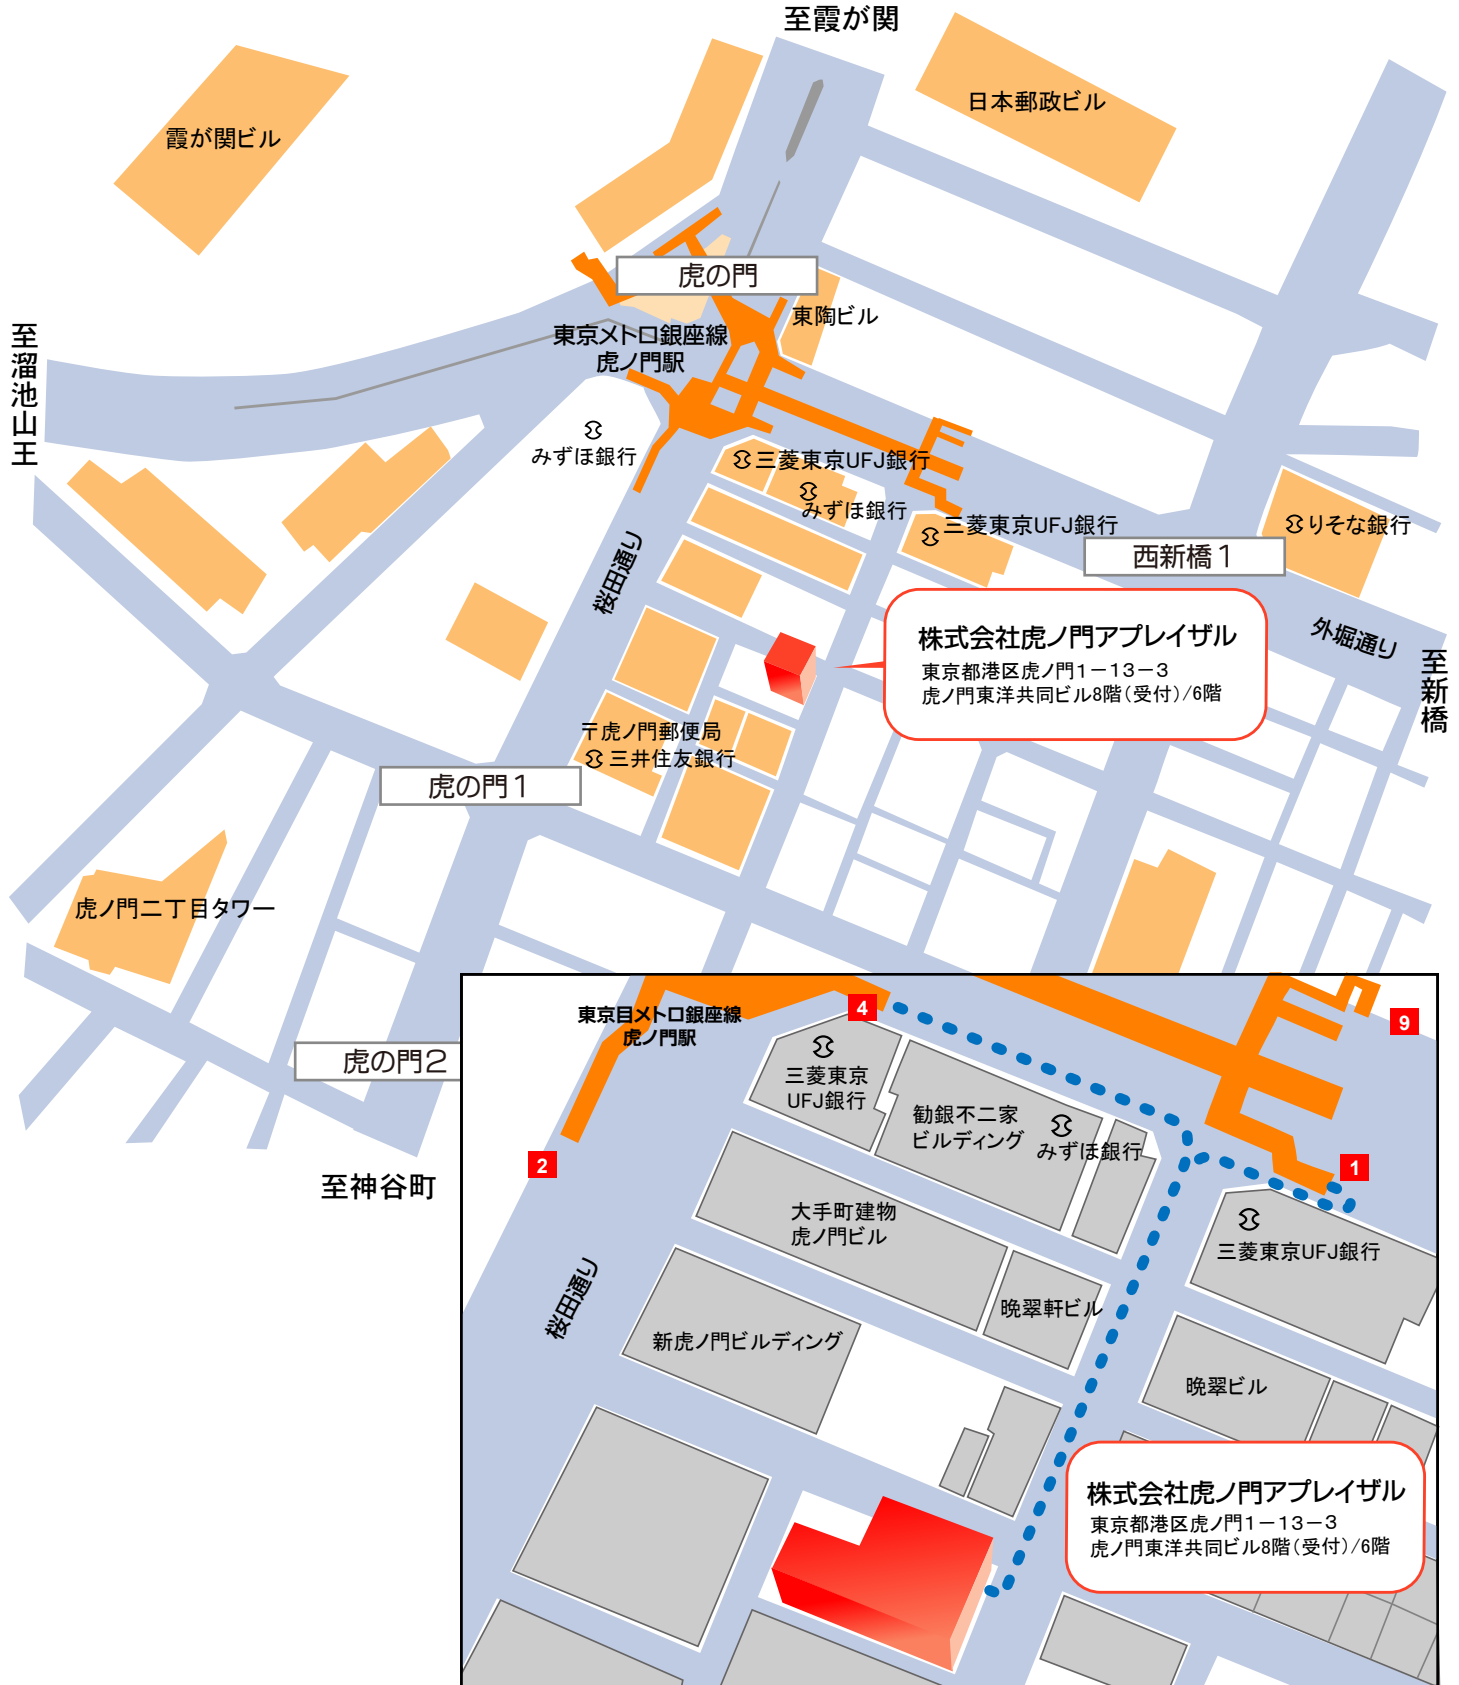 至霞が関
日本郵政ビル
霞が関ビル
虎の門
東陶ビル
東京メトロ銀座線
虎ノ門駅
至溜池山王
みずほ銀行
三菱東京UFJ銀行
みずほ銀行
三菱東京UFJ銀行
りそな銀行
西新橋1
桜田通り
外堀通り
至新橋
株式会社虎ノ門アプレイザル
東京都港区虎ノ門1－13－3
虎ノ門東洋共同ビル8階(受付)/6階
〒虎ノ門郵便局
三井住友銀行
虎の門1
虎ノ門二丁目タワー
虎の門2
至神谷町
東京目メトロ銀座線
虎ノ門駅
4
9
三菱東京
UFJ銀行
勧銀不二家
ビルディング
みずほ銀行
2
1
大手町建物
虎ノ門ビル
三菱東京UFJ銀行
桜田通り
晩翠軒ビル
新虎ノ門ビルディング
晩翠ビル
株式会社虎ノ門アプレイザル
東京都港区虎ノ門1－13－3
虎ノ門東洋共同ビル8階(受付)/6階